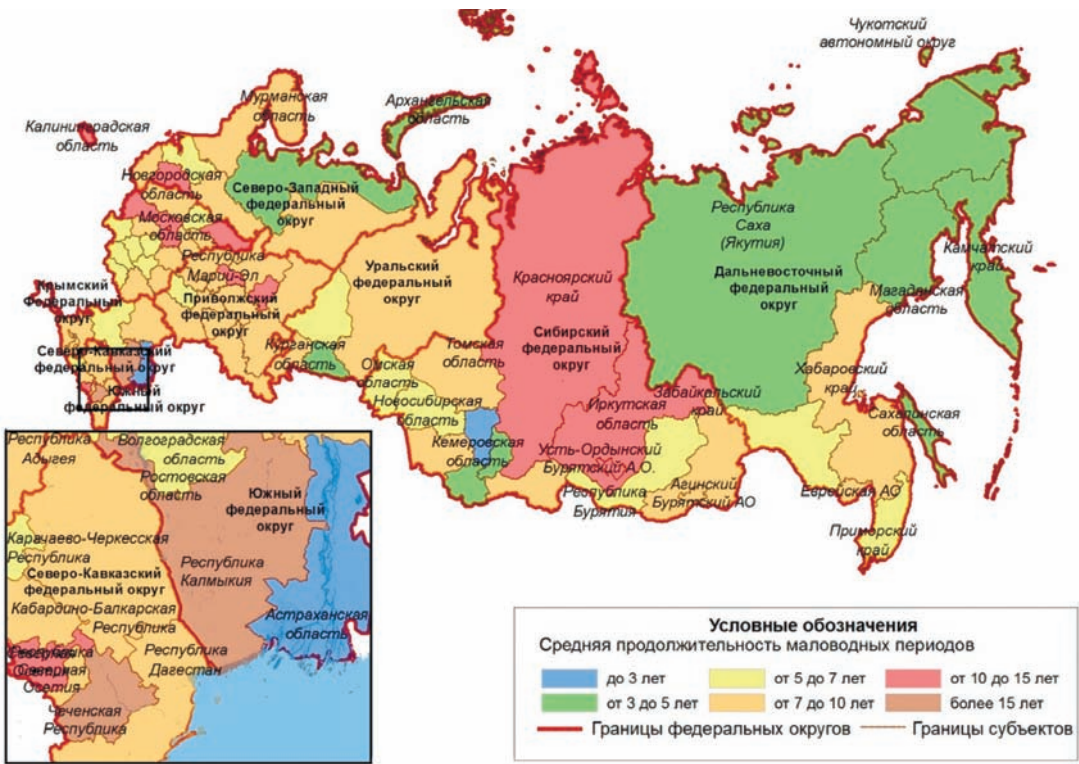 Чукотский
автономный округ
Мурманская
область
Архангельская
область
Калининградская
область
Новгородская
область
Северо-Западный
федеральный
округ
Московская
область
Республика
Марий-Эл
Приволжский
федеральный
округ
Уральский
федеральный
округ
Республика
Саха
(Якутия)
Дальневосточный
федеральный
округ
Камчатский
край
Магаданская
область
Красноярский
край
Сибирский
федеральный
округ
Крымский
Федеральный
округ
Северо-Кавказский
федеральный округ
Южный
федеральный округ
Курганская
область
Томская
область
Омская
область
Новосибирская
область
Кемеровская
область
Иркутская
область
Забайкальский
край
Усть-Ордынский
Бурятский А.О.
Республика
Бурятия
Агинский
Бурятский АО
Хабаровский
край
Сахалинская
область
Еврейская АО
Приморский
край
Республика
Адыгея
Волгоградская
область
Ростовская
область
Южный
федеральный
округ
Карачаево-Черкесская
Республика
Северо-Кавказский
федеральный округ
Республика
Калмыкия
Кабардино-Балкарская
Республика
Астраханская
область
Республика
Северная
Осетия
Республика
Дагестан
Чеченская
Республика
Условные обозначения
Средняя продолжительность маловодных периодов
до 3 лет
от 5 до 7 лет
от 10 до 15 лет
от 3 до 5 лет
от 7 до 10 лет
более 15 лет
Границы федеральных округов
Границы субъектов